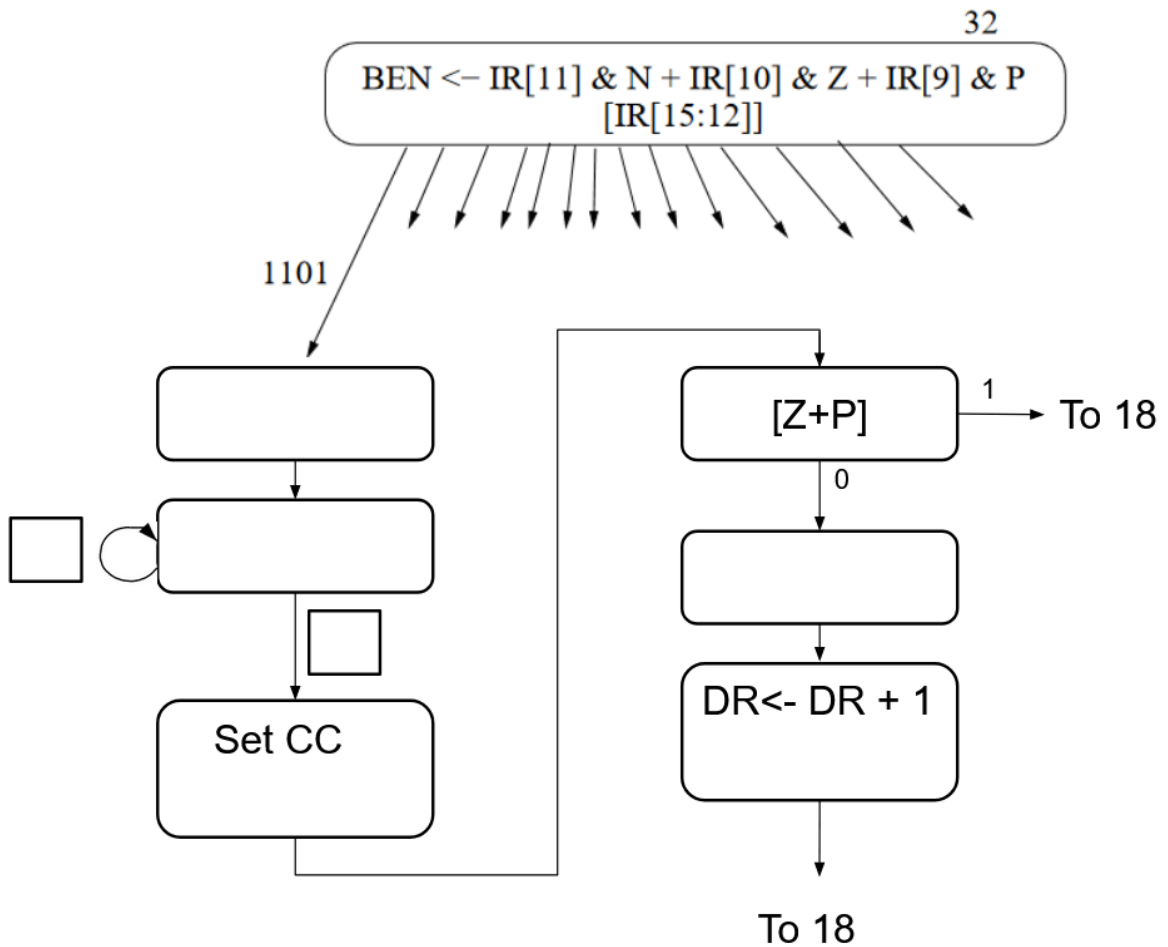 32
BEN <− IR[11] & N + IR[10] & Z + IR[9] & P
[IR[15:12]]
1101
[Z+P]
1
To 18
0
DR<- DR + 1
Set CC
To 18